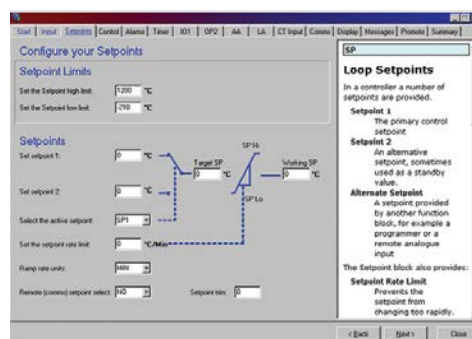 Start Input Setpoints Control Alarms Timer IO1 OP2 AA LA CT Input Comms Display Messages Promote Summary
Configure your Setpoints
Setpoint Limits
Set the Setpoint high limit: 1200 °C
Set the Setpoint low limit: -210 °C
Setpoints
Set setpoint 1: 0 °C
Target SP
0 °C
SP Hi
Working SP
0 °C
Set setpoint 2: 0 °C
SP Lo
Select the active setpoint: SP1
Set the setpoint rate limit: 0 °C/Min
Ramp rate units: MIN
Remote (comms) setpoint select: NO
Setpoint trim: 0
SP
Loop Setpoints
In a controller a number of
setpoints are provided.
Setpoint 1
The primary control
setpoint
Setpoint 2
An alternative
setpoint, sometimes
used as a standby
value.
Alternate Setpoint
A setpoint provided
by another function
block, for example a
programmer or a
remote analogue
input
The Setpoint block also provides:
Setpoint Rate Limit
Prevents the
setpoint from
changing too rapidly.
< Back Next > Close